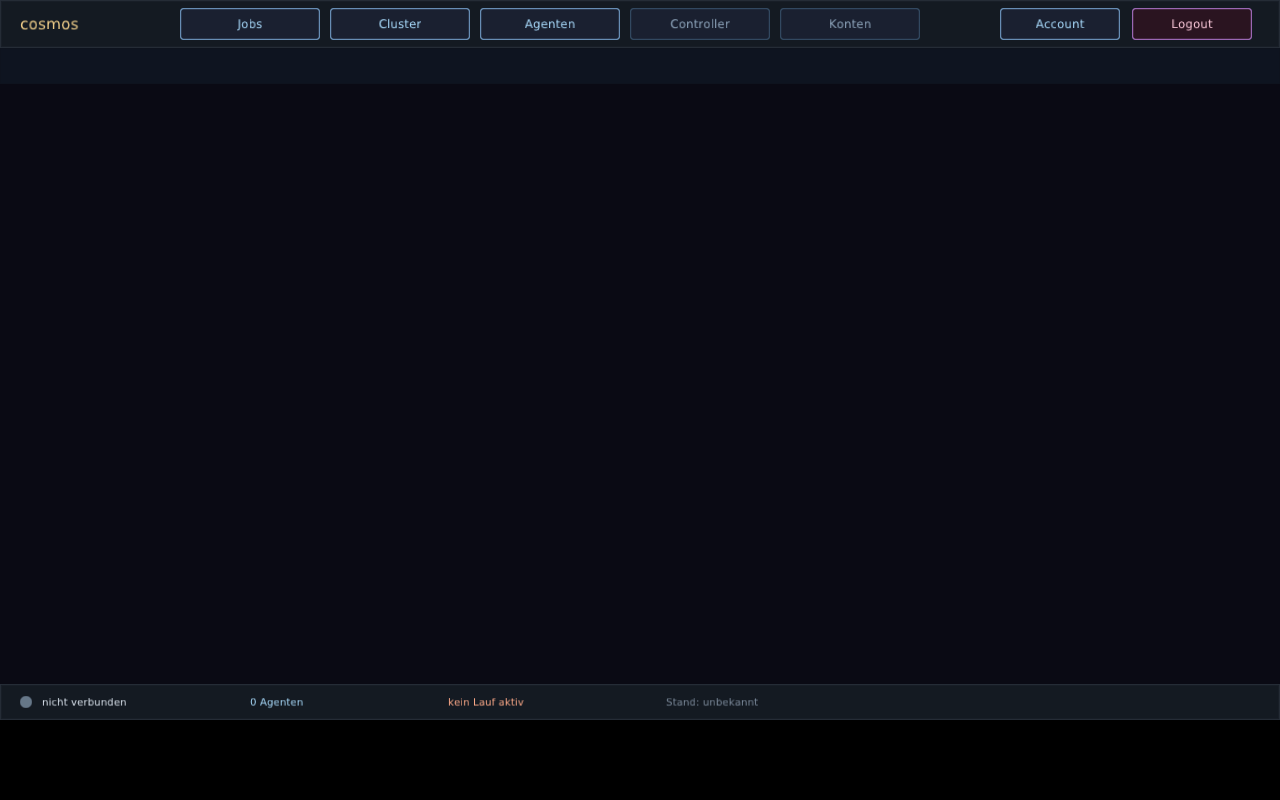 cosmos Jobs Cluster Agenten Controller Konten Account Logout
nicht verbunden 0 Agenten kein Lauf aktiv Stand: unbekannt